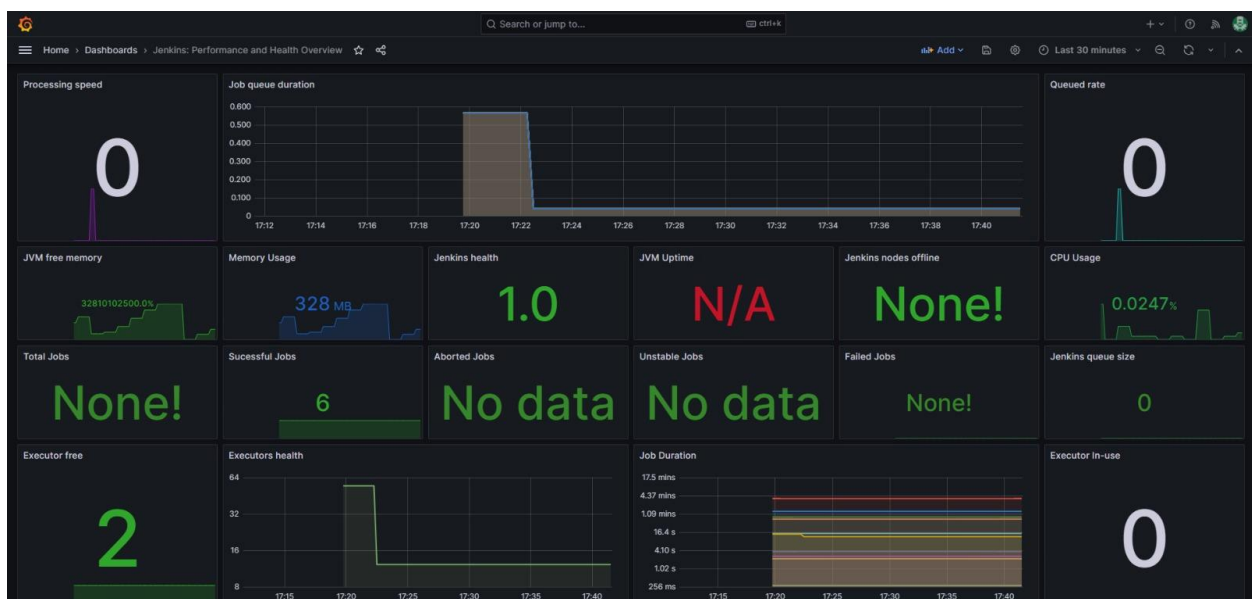 Search or jump to... ctrl+k
Home › Dashboards › Jenkins: Performance and Health Overview Add Last 30 minutes
Processing speed
0
Job queue duration
0.600
0.500
0.400
0.300
0.200
0.100
0
17:12 17:14 17:16 17:18 17:20 17:22 17:24 17:26 17:28 17:30 17:32 17:34 17:36 17:38 17:40
Queued rate
0
JVM free memory
32810102500.0%
Memory Usage
328 MB
Jenkins health
1.0
JVM Uptime
N/A
Jenkins nodes offline
None!
CPU Usage
0.0247%
Total Jobs
None!
Sucessful Jobs
6
Aborted Jobs
No data
Unstable Jobs
No data
Failed Jobs
None!
Jenkins queue size
0
Executor free
2
Executors health
64
32
16
8
17:15 17:20 17:25 17:30 17:35 17:40
Job Duration
17.5 mins
4.37 mins
1.09 mins
16.4 s
4.10 s
1.02 s
256 ms
17:15 17:20 17:25 17:30 17:35 17:40
Executor In-use
0